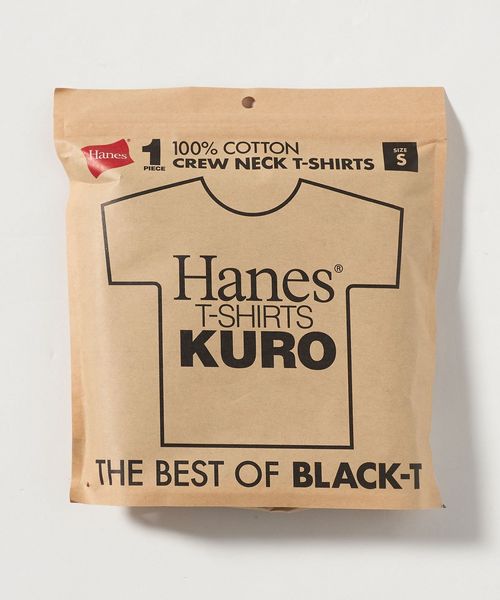 Hanes
1
PIECE
100% COTTON
CREW NECK T-SHIRTS
SIZE
S
Hanes®
T-SHIRTS
KURO
THE BEST OF BLACK-T